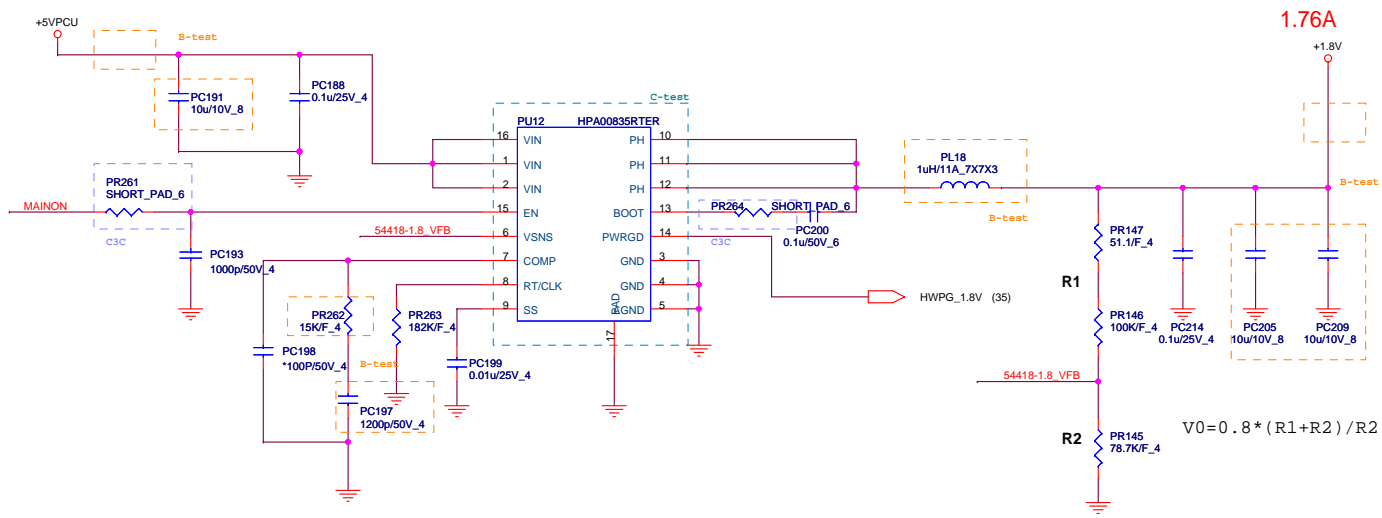 1.76A
+5VPCU
B-test
+1.8V
PC191
10u/10V_8
PC188
0.1u/25V_4
C-test
PU12
HPA00835RTER
16
VIN
PH
10
1
VIN
PH
11
2
VIN
PH
12
15
EN
BOOT
13
6
VSNS
PWRGD
14
7
COMP
GND
3
8
RT/CLK
GND
4
9
SS
AGND
5
PAD
17
PR261
SHORT_PAD_6
MAINON
C3C
PC193
1000p/50V_4
54418-1.8_VFB
PR262
15K/F_4
PR263
182K/F_4
PC198
*100P/50V_4
B-test
PC197
1200p/50V_4
PC199
0.01u/25V_4
PL18
1uH/11A_7X7X3
B-test
PR264
SHORT_PAD_6
C3C
PC200
0.1u/50V_6
HWPG_1.8V (35)
B-test
PR147
51.1/F_4
R1
PR146
100K/F_4
PC214
0.1u/25V_4
PC205
10u/10V_8
PC209
10u/10V_8
54418-1.8_VFB
R2
PR145
78.7K/F_4
V0=0.8*(R1+R2)/R2